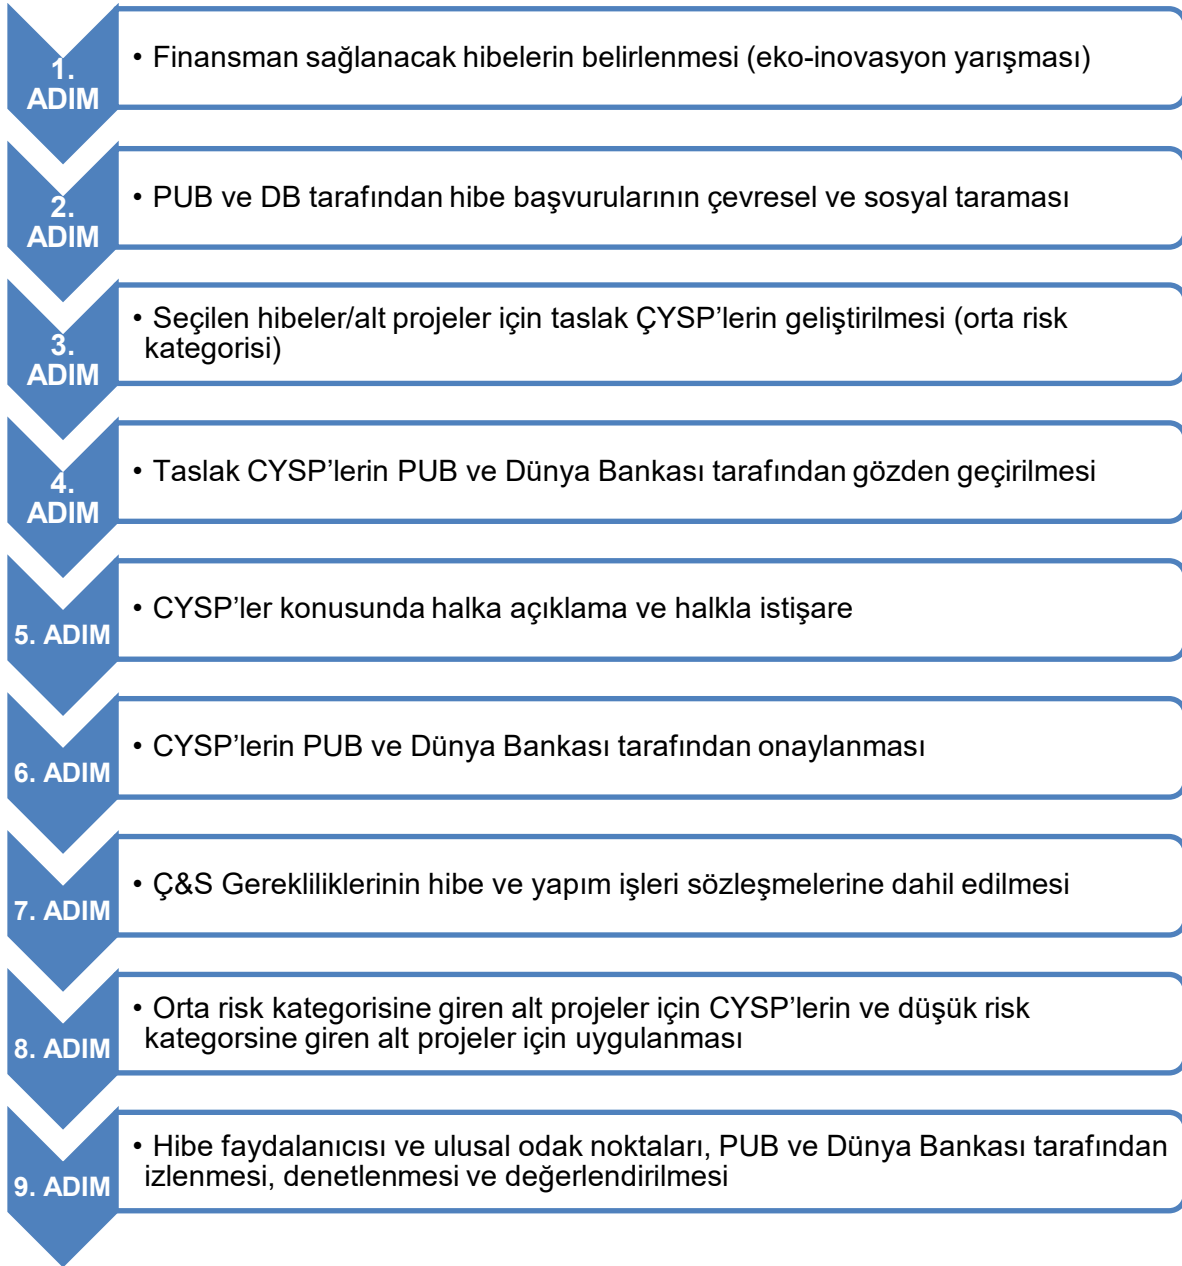 1.
ADIM
• Finansman sağlanacak hibelerin belirlenmesi (eko-inovasyon yarışması)
2.
ADIM
• PUB ve DB tarafından hibe başvurularının çevresel ve sosyal taraması
3.
ADIM
• Seçilen hibeler/alt projeler için taslak ÇYSP’lerin geliştirilmesi (orta risk
kategorisi)
4.
ADIM
• Taslak CYSP’lerin PUB ve Dünya Bankası tarafından gözden geçirilmesi
5. ADIM
• CYSP’ler konusunda halka açıklama ve halkla istişare
6. ADIM
• CYSP’lerin PUB ve Dünya Bankası tarafından onaylanması
7. ADIM
• Ç&S Gerekliliklerinin hibe ve yapım işleri sözleşmelerine dahil edilmesi
8. ADIM
• Orta risk kategorisine giren alt projeler için CYSP’lerin ve düşük risk
kategorsine giren alt projeler için uygulanması
9. ADIM
• Hibe faydalanıcısı ve ulusal odak noktaları, PUB ve Dünya Bankası tarafından
izlenmesi, denetlenmesi ve değerlendirilmesi